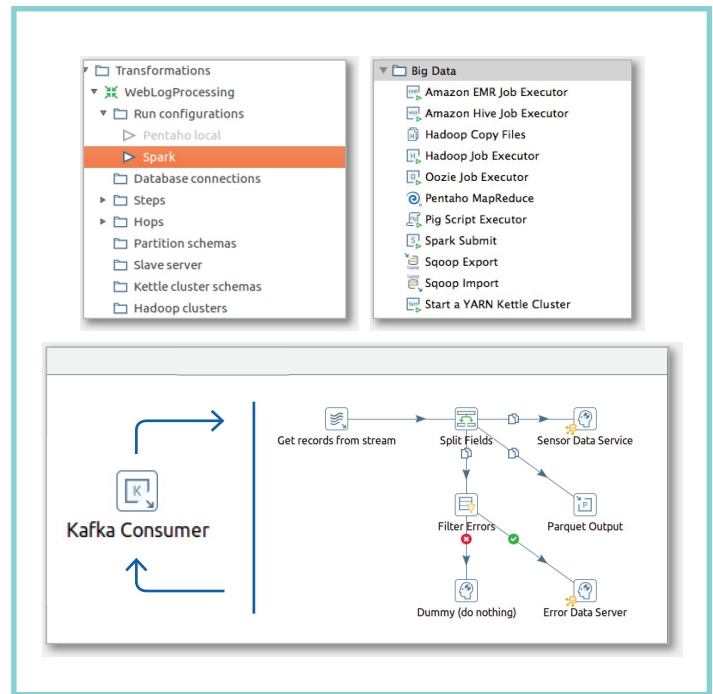 Transformations
WebLogProcessing
Run configurations
Pentaho local
Spark
Database connections
Steps
Hops
Partition schemas
Slave server
Kettle cluster schemas
Hadoop clusters
Big Data
Amazon EMR Job Executor
Amazon Hive Job Executor
Hadoop Copy Files
Hadoop Job Executor
Oozie Job Executor
Pentaho MapReduce
Pig Script Executor
Spark Submit
Sqoop Export
Sqoop Import
Start a YARN Kettle Cluster
Kafka Consumer
Get records from stream
Split Fields
Sensor Data Service
Filter Errors
Parquet Output
Dummy (do nothing)
Error Data Server